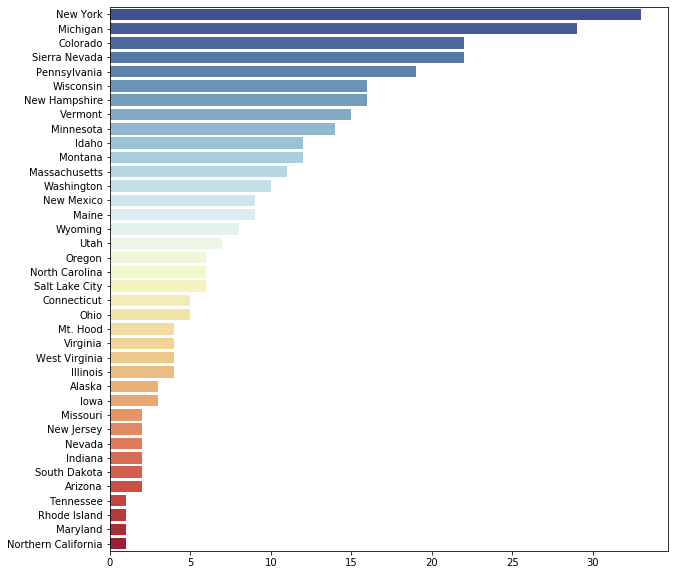 New York
Michigan
Colorado
Sierra Nevada
Pennsylvania
Wisconsin
New Hampshire
Vermont
Minnesota
Idaho
Montana
Massachusetts
Washington
New Mexico
Maine
Wyoming
Utah
Oregon
North Carolina
Salt Lake City
Connecticut
Ohio
Mt. Hood
Virginia
West Virginia
Illinois
Alaska
Iowa
Missouri
New Jersey
Nevada
Indiana
South Dakota
Arizona
Tennessee
Rhode Island
Maryland
Northern California
0 5 10 15 20 25 30